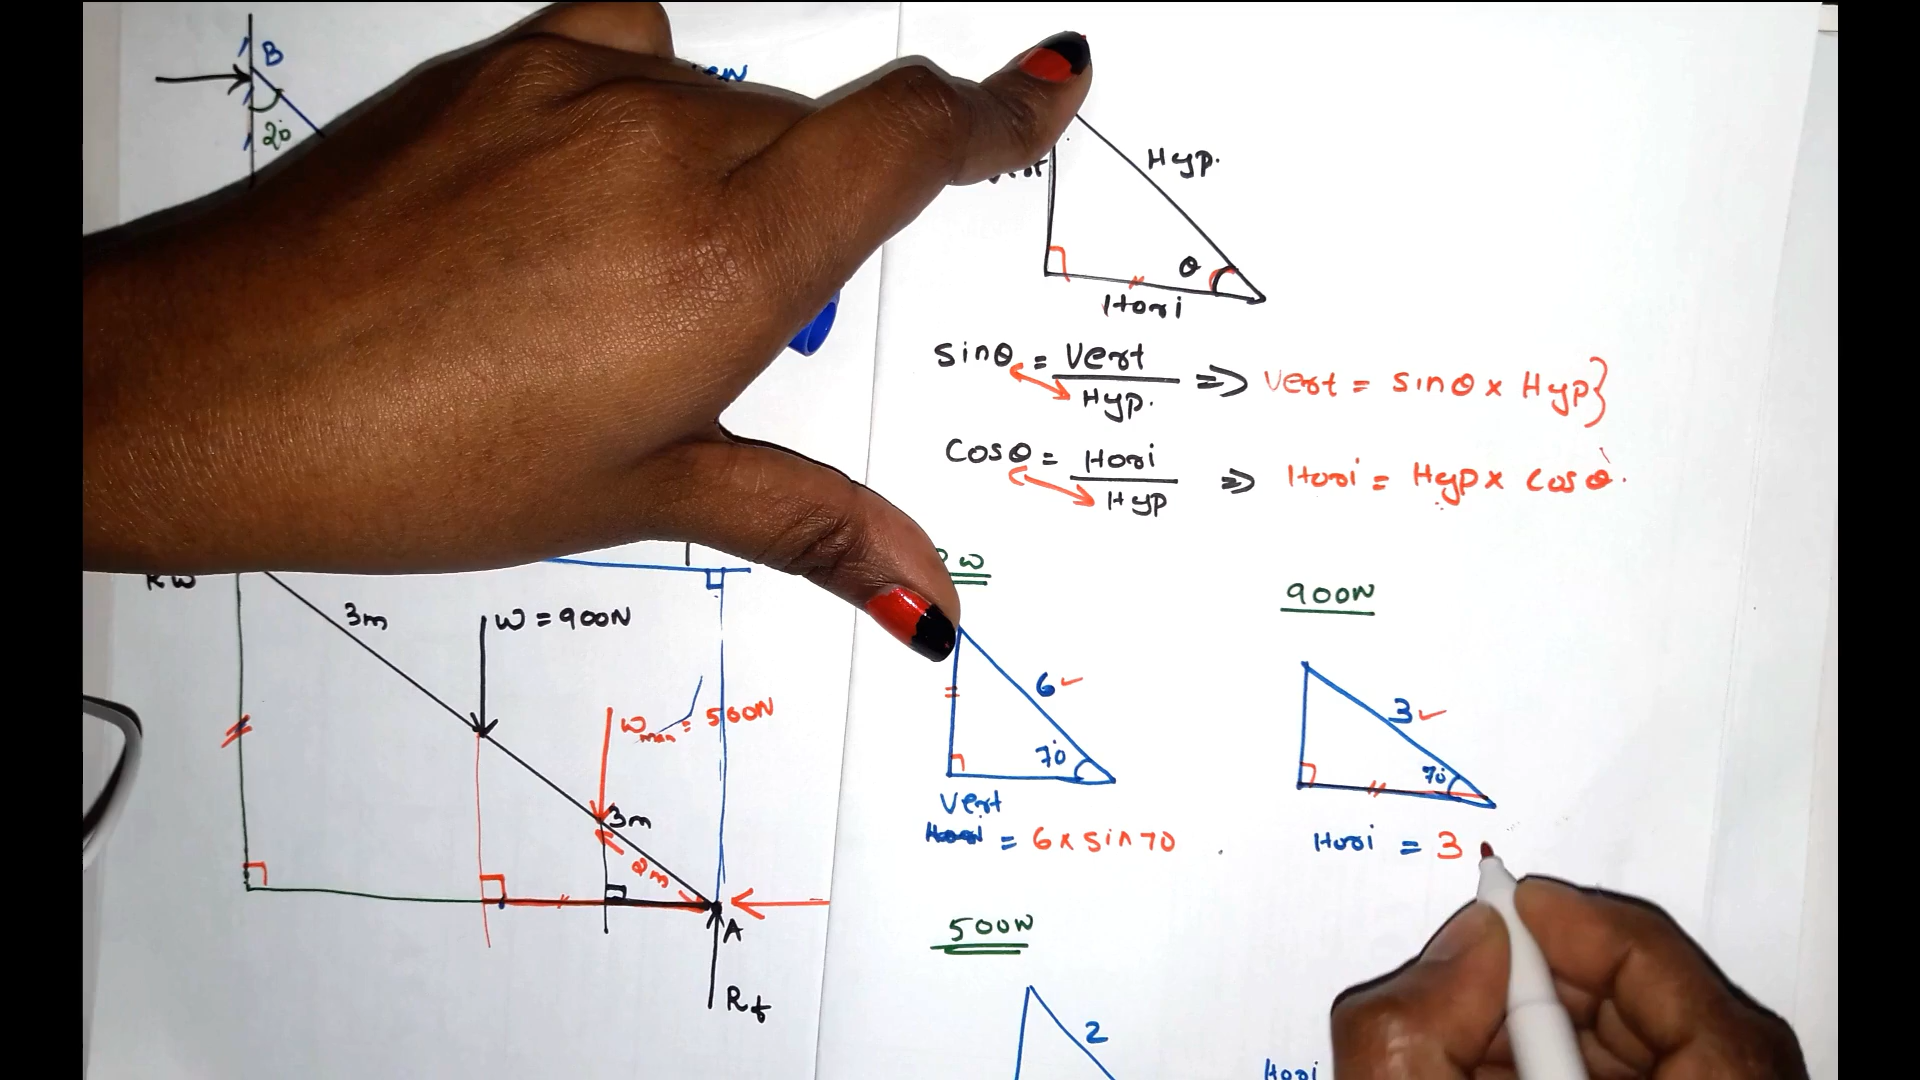 B
20
Hyp.
θ
Hori
Sinθ = Vert / Hyp. => Vert = Sinθ x Hyp}
Cosθ = Hori / Hyp => Hori = Hyp x Cosθ.
3m
W = 900N
Wman = 500N
3m
2m
A
Rf
6
70
Vert
= 6 x Sin 70
900N
3
70
Hori = 3
500N
2
Hori